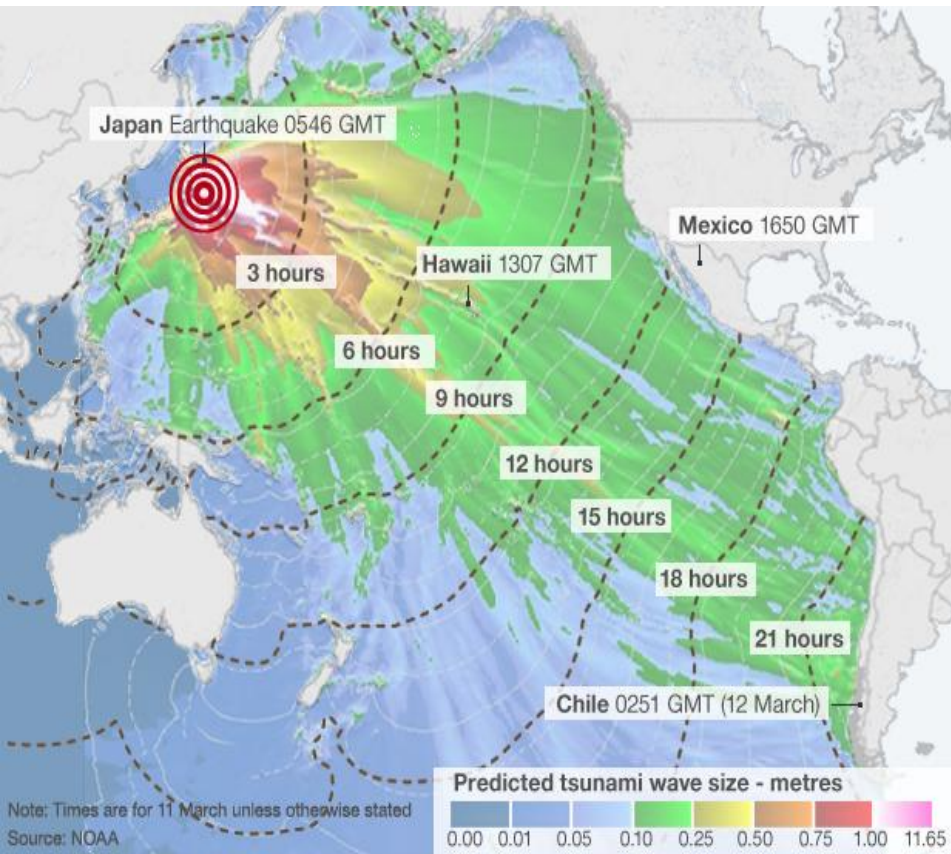 Japan Earthquake 0546 GMT
Mexico 1650 GMT
Hawaii 1307 GMT
3 hours
6 hours
9 hours
12 hours
15 hours
18 hours
21 hours
Chile 0251 GMT (12 March)
Predicted tsunami wave size - metres
0.00 0.01 0.05 0.10 0.25 0.50 0.75 1.00 11.65
Note: Times are for 11 March unless otherwise stated
Source: NOAA